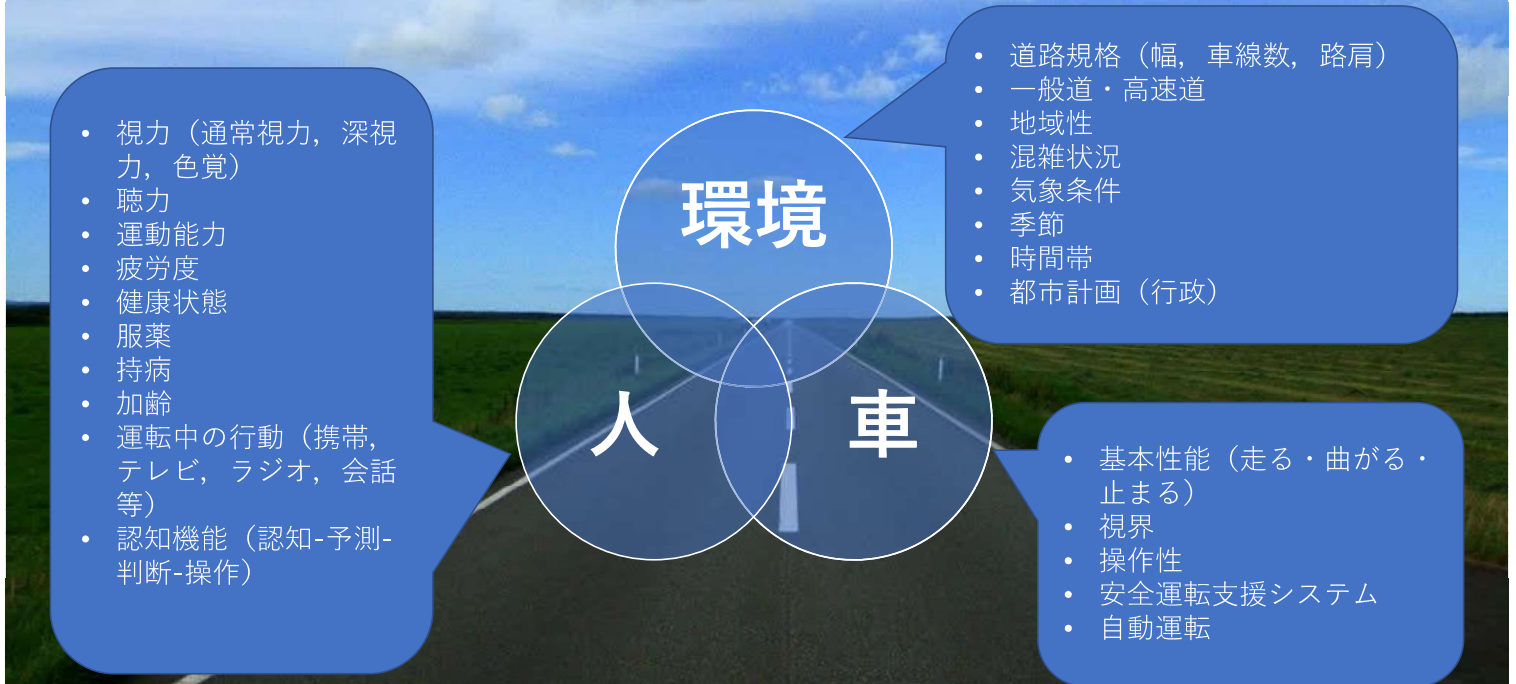 • 視力（通常視力，深視
力，色覚）
• 聴力
• 運動能力
• 疲労度
• 健康状態
• 服薬
• 持病
• 加齢
• 運転中の行動（携帯，
テレビ，ラジオ，会話
等）
• 認知機能（認知-予測-
判断-操作）
環境
人
車
• 道路規格（幅，車線数，路肩）
• 一般道・高速道
• 地域性
• 混雑状況
• 気象条件
• 季節
• 時間帯
• 都市計画（行政）
• 基本性能（走る・曲がる・
止まる）
• 視界
• 操作性
• 安全運転支援システム
• 自動運転